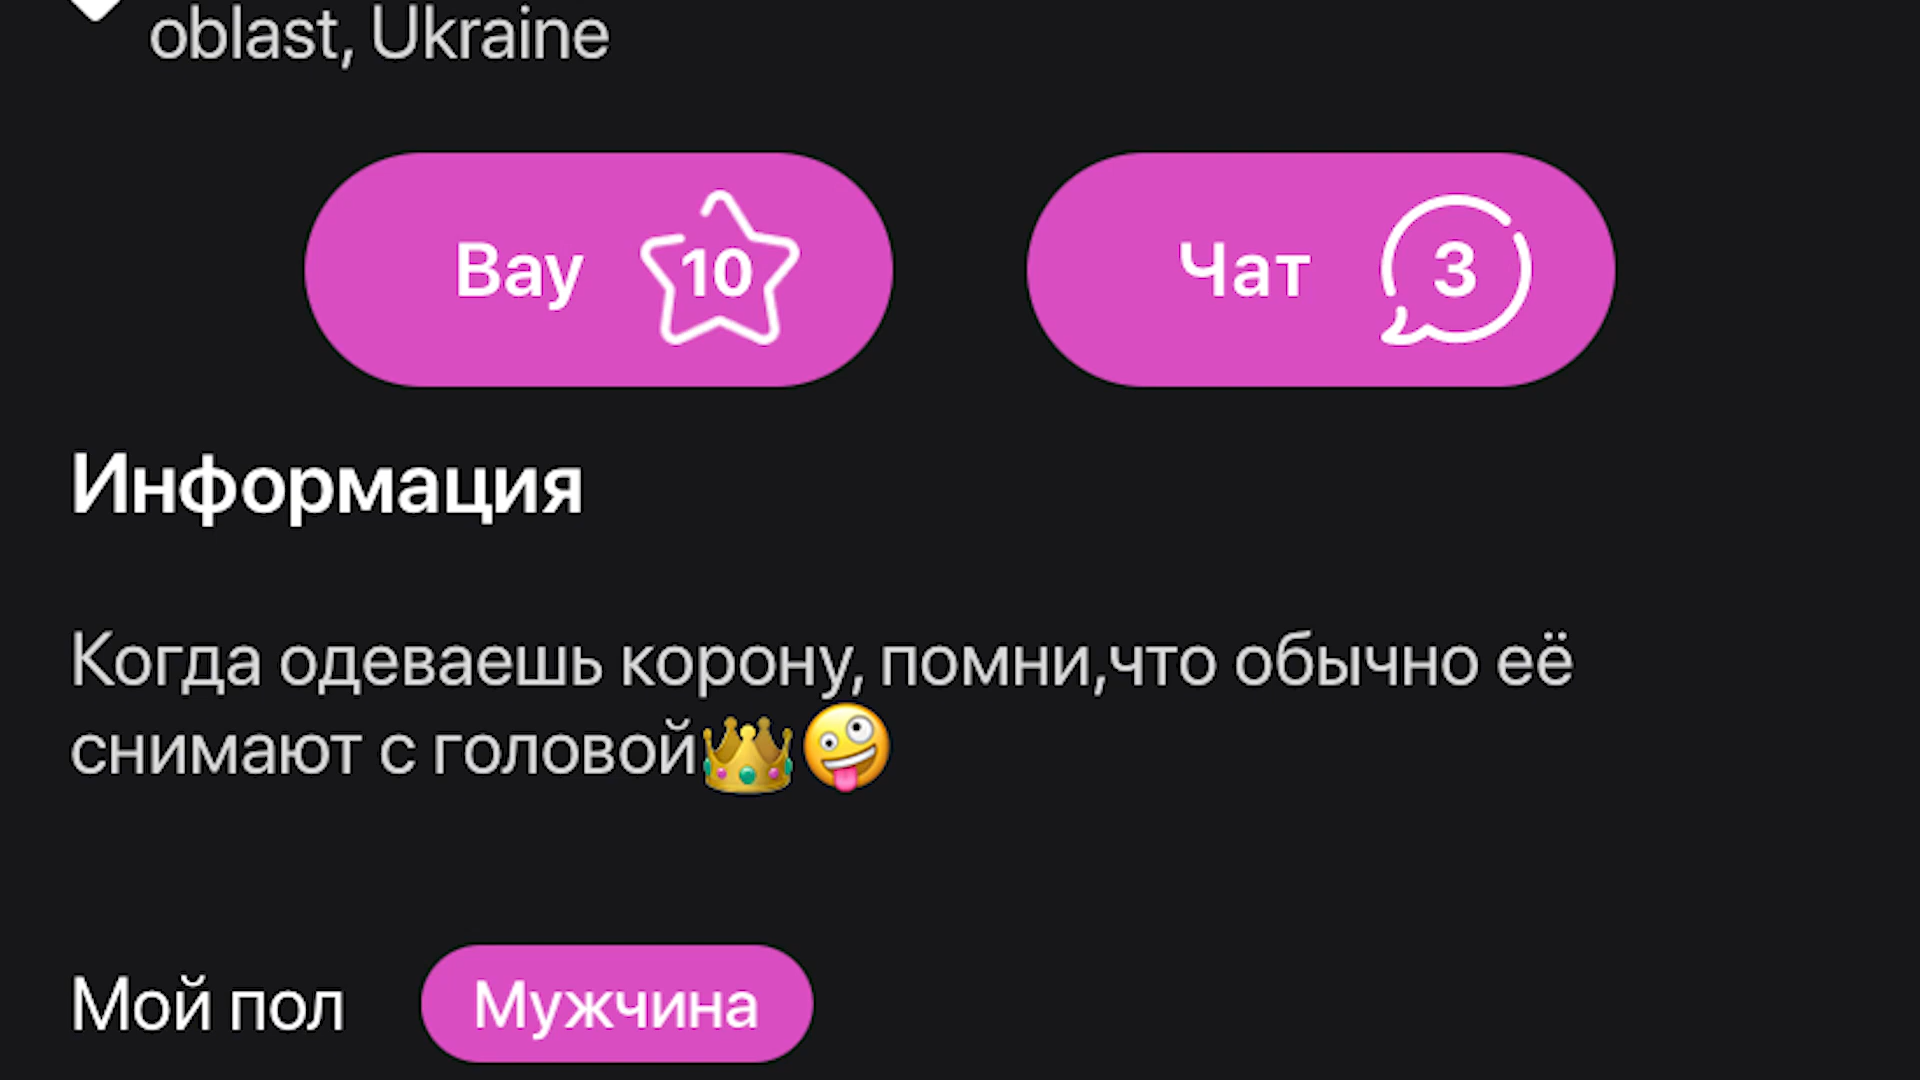 oblast, Ukraine
Вау 10
Чат 3
Информация
Когда одеваешь корону, помни,что обычно её
снимают с головой👑🤪
Мой пол Мужчина